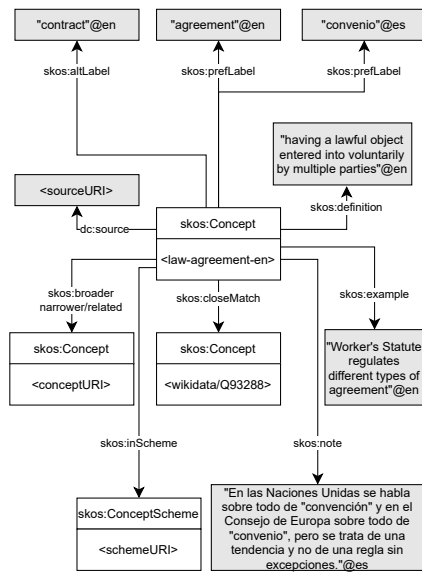 "contract"@en
"agreement"@en
"convenio"@es
skos:altLabel
skos:prefLabel
skos:prefLabel
"having a lawful object
entered into voluntarily
by multiple parties"@en
<sourceURI>
skos:definition
dc:source
skos:Concept
<law-agreement-en>
skos:broader
narrower/related
skos:closeMatch
skos:example
skos:Concept
<conceptURI>
skos:Concept
<wikidata/Q93288>
"Worker's Statute
regulates
different types of
agreement"@en
skos:inScheme
skos:note
skos:ConceptScheme
<schemeURI>
"En las Naciones Unidas se habla
sobre todo de "convención" y en el
Consejo de Europa sobre todo de
"convenio", pero se trata de una
tendencia y no de una regla sin
excepciones."@es